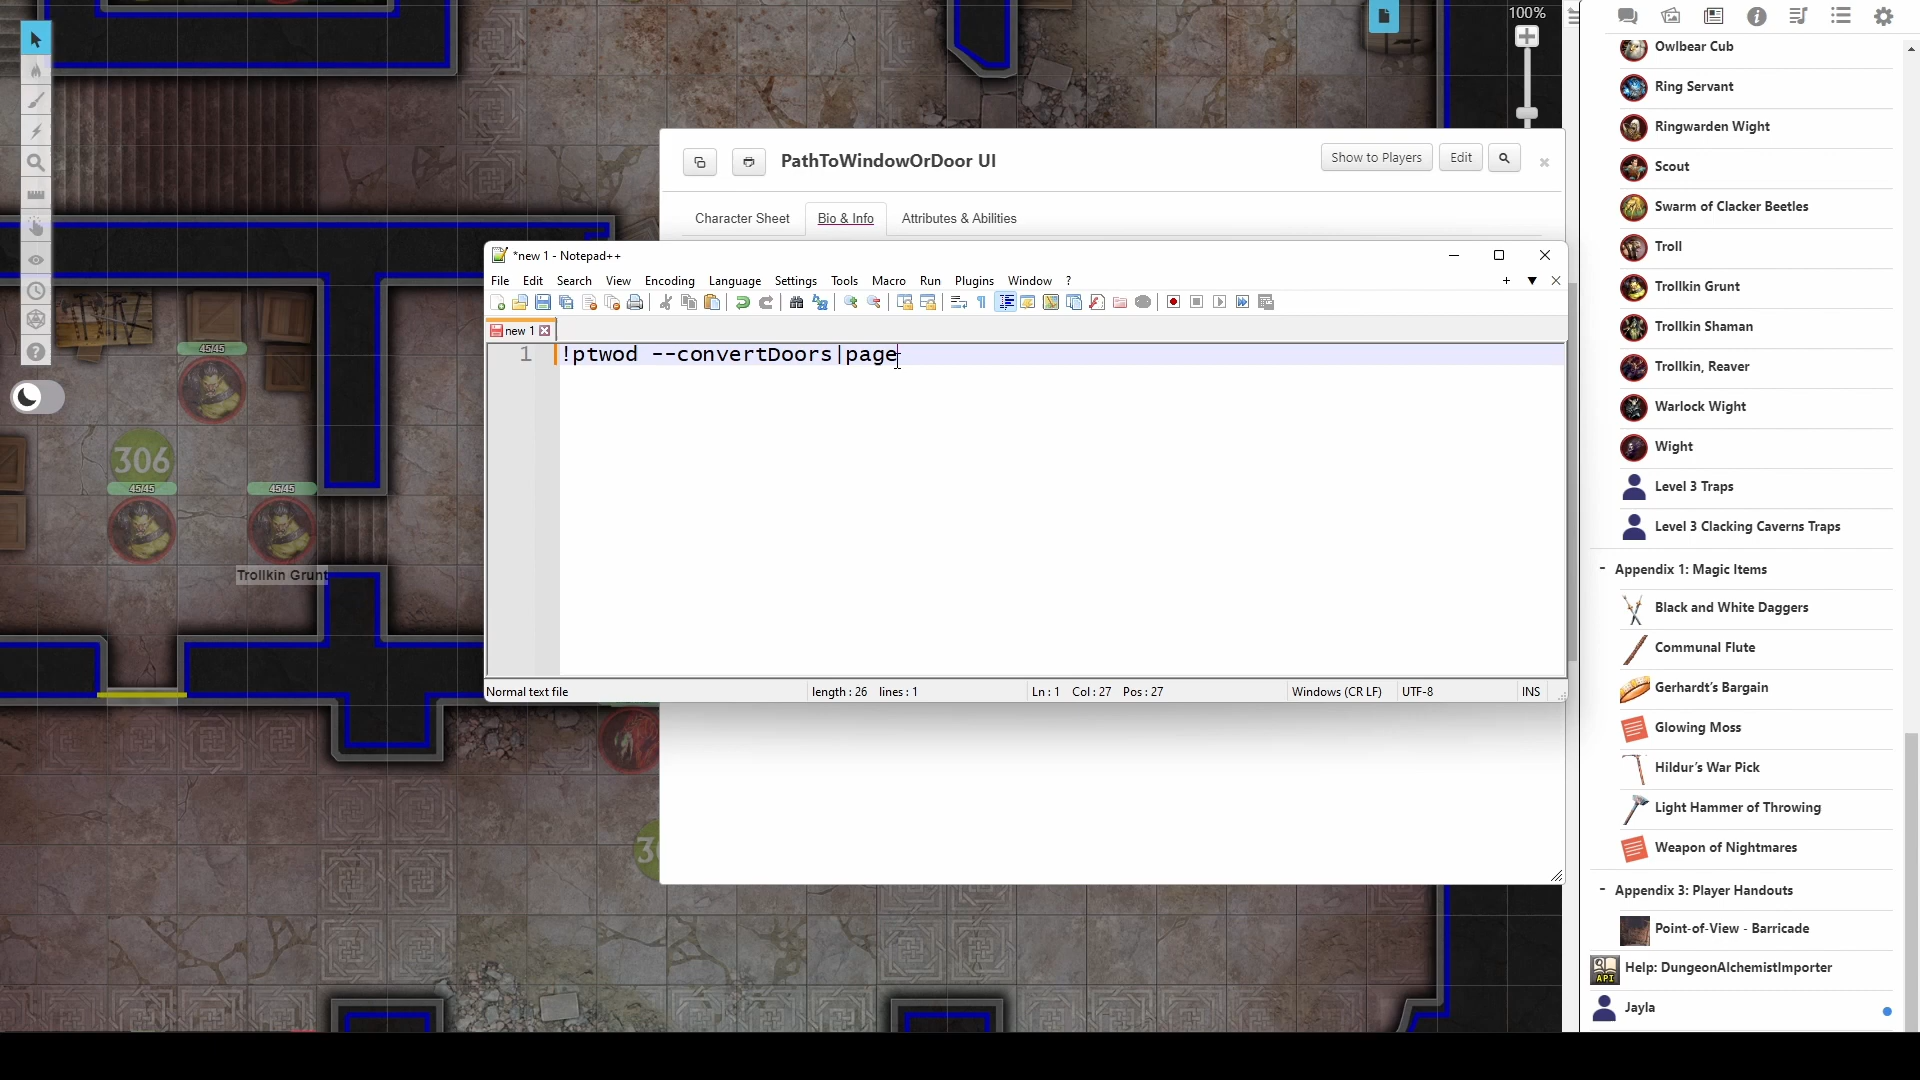 100%
Owlbear Cub
Ring Servant
Ringwarden Wight
Scout
Swarm of Clacker Beetles
Troll
Trollkin Grunt
Trollkin Shaman
Trollkin, Reaver
Warlock Wight
Wight
Level 3 Traps
Level 3 Clacking Caverns Traps
- Appendix 1: Magic Items
Black and White Daggers
Communal Flute
Gerhardt's Bargain
Glowing Moss
Hildur's War Pick
Light Hammer of Throwing
Weapon of Nightmares
- Appendix 3: Player Handouts
Point-of-View - Barricade
API
Help: DungeonAlchemistImporter
Jayla
PathToWindowOrDoor UI
Show to Players Edit
Character Sheet Bio & Info Attributes & Abilities
*new 1 - Notepad++
File Edit Search View Encoding Language Settings Tools Macro Run Plugins Window ?
new 1
1 !ptwod --convertDoors|page
Normal text file length : 26 lines : 1 Ln : 1 Col : 27 Pos : 27 Windows (CR LF) UTF-8 INS
45/45
306
45/45
45/45
Trollkin Grunt